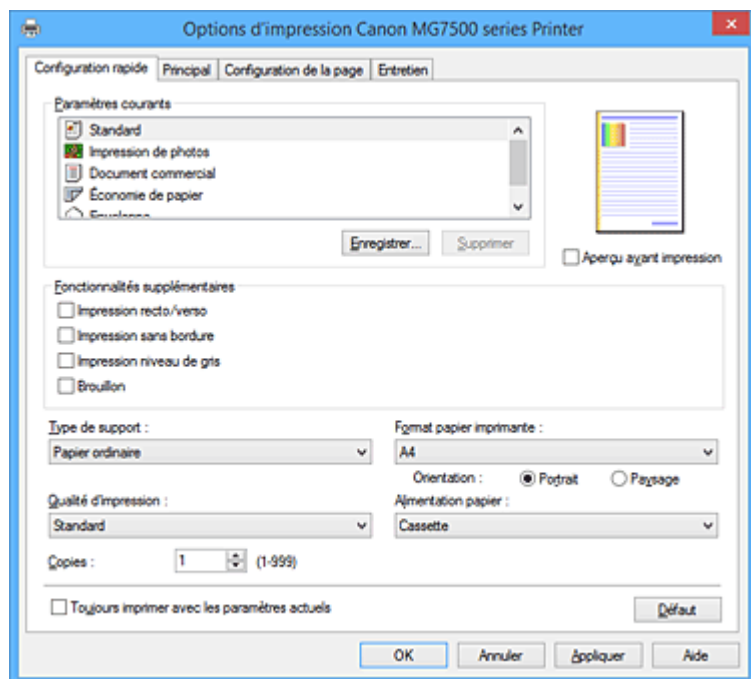 Options d'impression Canon MG7500 series Printer
Configuration rapide Principal Configuration de la page Entretien
Paramètres courants
Standard
Impression de photos
Document commercial
Économie de papier
Enregistrer... Supprimer
Aperçu avant impression
Fonctionnalités supplémentaires
Impression recto/verso
Impression sans bordure
Impression niveau de gris
Brouillon
Type de support : Format papier imprimante :
Papier ordinaire A4
Orientation : Portrait Paysage
Qualité d'impression : Alimentation papier :
Standard Cassette
Copies : 1 (1-999)
Toujours imprimer avec les paramètres actuels Défaut
OK Annuler Appliquer Aide